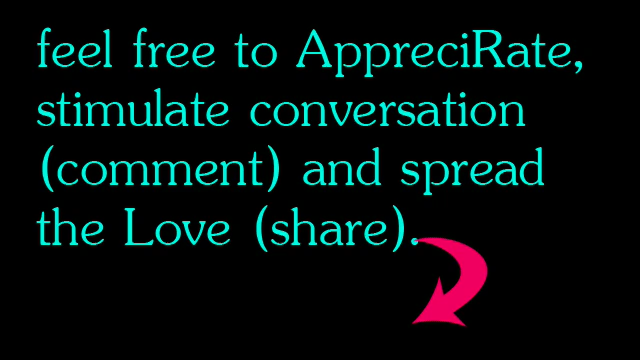 feel free to AppreciRate,
stimulate conversation
(comment) and spread
the Love (share).